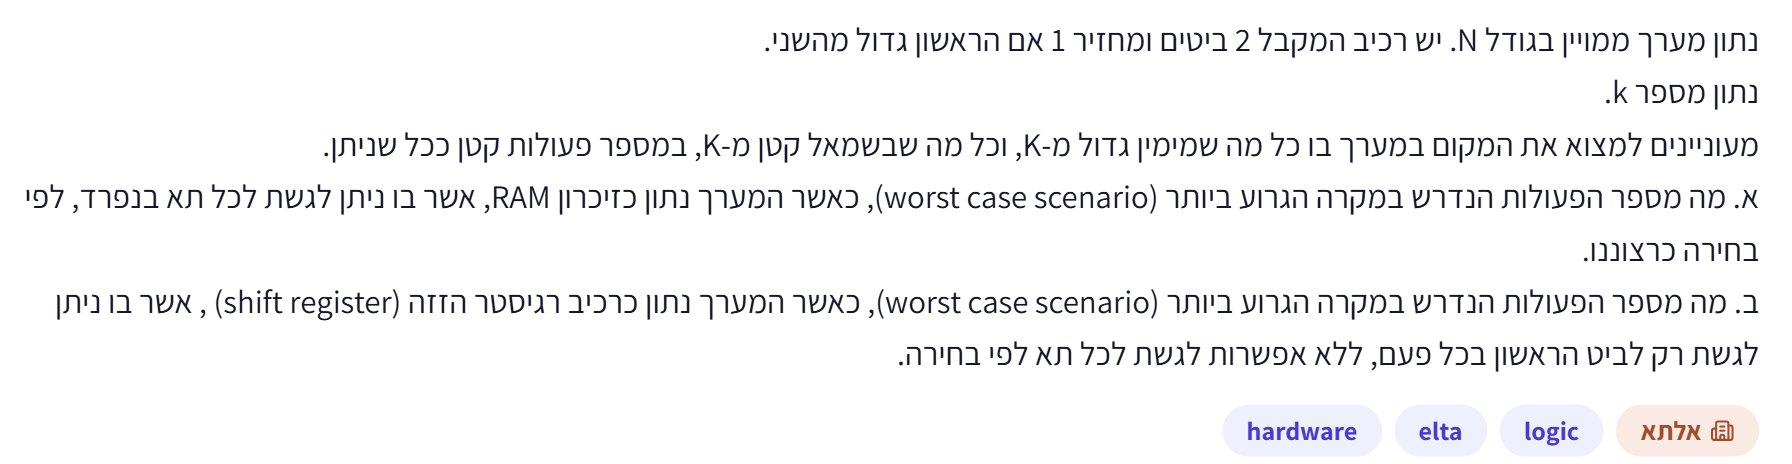 נתון מערך ממויין בגודל N. יש רכיב המקבל 2 ביטים ומחזיר 1 אם הראשון גדול מהשני.
נתון מספר k.
מעוניינים למצוא את המקום במערך בו כל מה שמימין גדול מ-K, וכל מה שבשמאל קטן מ-K, במספר פעולות קטן ככל שניתן.
א. מה מספר הפעולות הנדרש במקרה הגרוע ביותר (worst case scenario), כאשר המערך נתון כזיכרון RAM, אשר בו ניתן לגשת לכל תא בנפרד, לפי
בחירה כרצוננו.
ב. מה מספר הפעולות הנדרש במקרה הגרוע ביותר (worst case scenario), כאשר המערך נתון כרכיב רגיסטר הזזה (shift register) , אשר בו ניתן
לגשת רק לביט הראשון בכל פעם, ללא אפשרות לגשת לכל תא לפי בחירה.
אלתא logic elta hardware